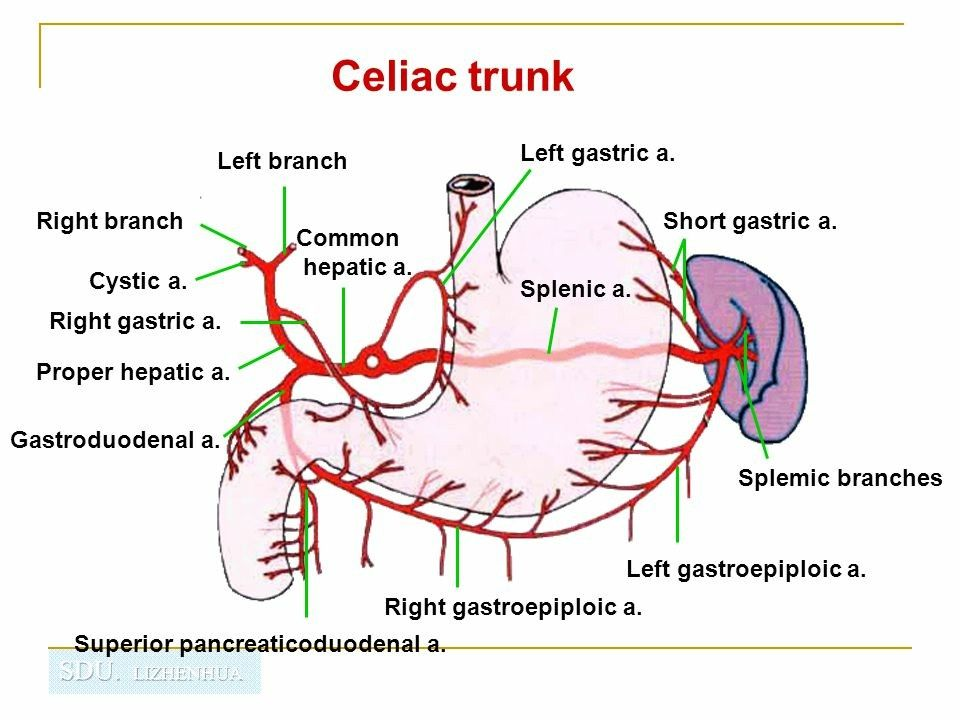 Celiac trunk
Left branch
Left gastric a.
Right branch
Common
hepatic a.
Short gastric a.
Cystic a.
Splenic a.
Right gastric a.
Proper hepatic a.
Gastroduodenal a.
Splemic branches
Left gastroepiploic a.
Right gastroepiploic a.
Superior pancreaticoduodenal a.
SDU. LIZHENHUA